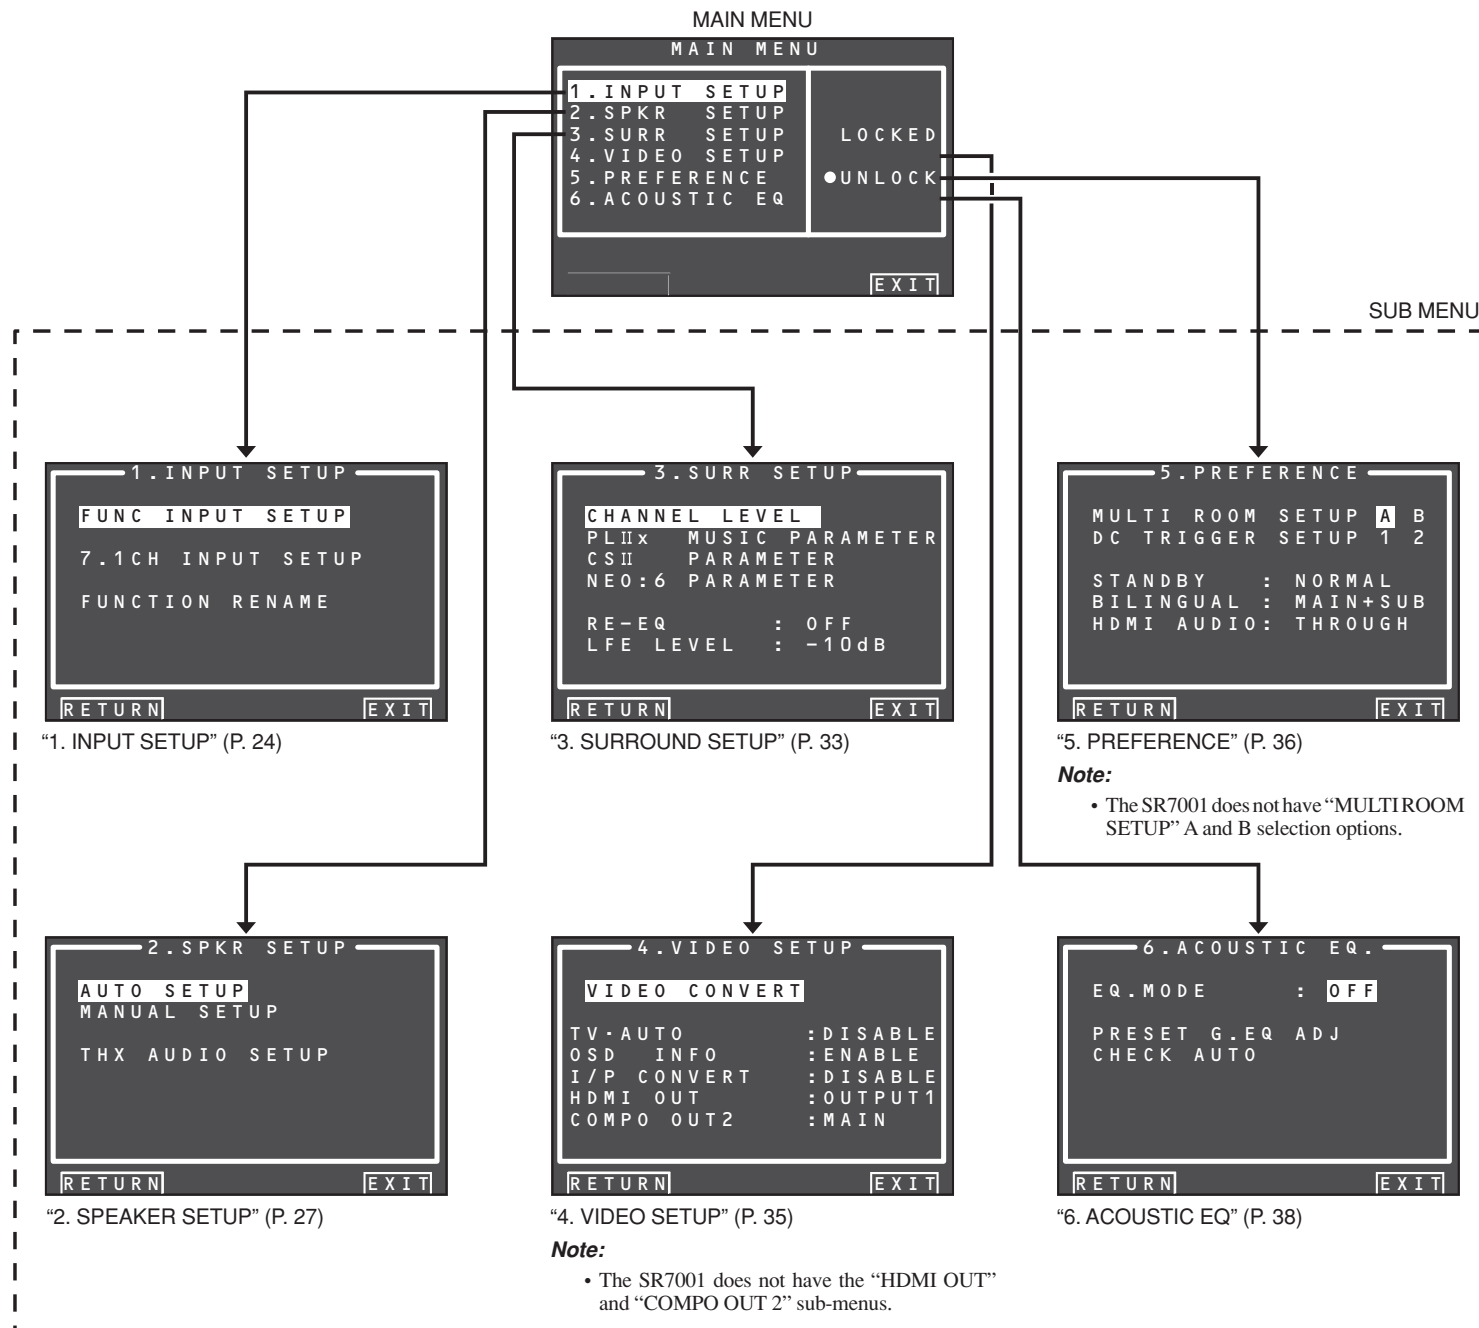 MAIN MENU
MAIN MENU
1.INPUT SETUP
2.SPKR SETUP
3.SURR SETUP
4.VIDEO SETUP
5.PREFERENCE
6.ACOUSTIC EQ
LOCKED
●UNLOCK
EXIT
SUB MENU
1.INPUT SETUP
FUNC INPUT SETUP
7.1CH INPUT SETUP
FUNCTION RENAME
RETURN EXIT
“1. INPUT SETUP” (P. 24)
3.SURR SETUP
CHANNEL LEVEL
PLIIx MUSIC PARAMETER
CSII PARAMETER
NEO:6 PARAMETER
RE-EQ : OFF
LFE LEVEL : -10dB
RETURN EXIT
“3. SURROUND SETUP” (P. 33)
5.PREFERENCE
MULTI ROOM SETUP A B
DC TRIGGER SETUP 1 2
STANDBY : NORMAL
BILINGUAL : MAIN+SUB
HDMI AUDIO: THROUGH
RETURN EXIT
“5. PREFERENCE” (P. 36)
Note:
• The SR7001 does not have “MULTI ROOM
SETUP” A and B selection options.
2.SPKR SETUP
AUTO SETUP
MANUAL SETUP
THX AUDIO SETUP
RETURN EXIT
“2. SPEAKER SETUP” (P. 27)
4.VIDEO SETUP
VIDEO CONVERT
TV·AUTO :DISABLE
OSD INFO :ENABLE
I/P CONVERT :DISABLE
HDMI OUT :OUTPUT1
COMPO OUT2 :MAIN
RETURN EXIT
“4. VIDEO SETUP” (P. 35)
Note:
• The SR7001 does not have the “HDMI OUT”
and “COMPO OUT 2” sub-menus.
6.ACOUSTIC EQ.
EQ.MODE : OFF
PRESET G.EQ ADJ
CHECK AUTO
RETURN EXIT
“6. ACOUSTIC EQ” (P. 38)